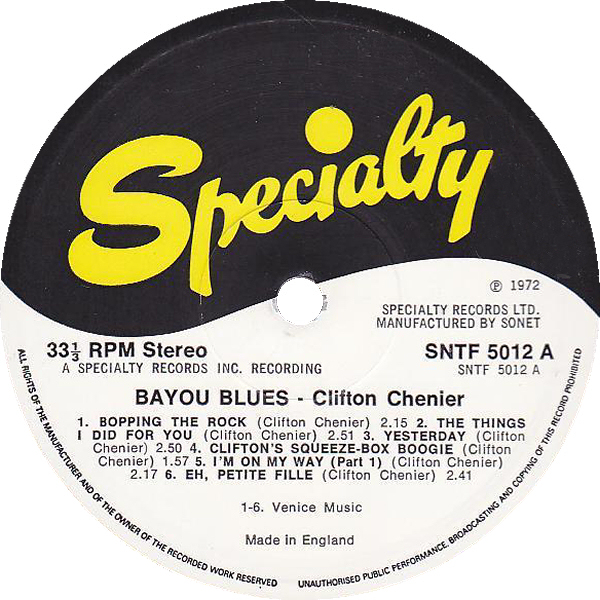 Specialty
℗ 1972
SPECIALTY RECORDS LTD.
MANUFACTURED BY SONET
33⅓ RPM Stereo
SNTF 5012 A
A SPECIALTY RECORDS INC. RECORDING
SNTF 5012 A
BAYOU BLUES - Clifton Chenier
1. BOPPING THE ROCK (Clifton Chenier) 2.15 2. THE THINGS
I DID FOR YOU (Clifton Chenier) 2.51 3. YESTERDAY (Clifton
Chenier) 2.50 4. CLIFTON'S SQUEEZE-BOX BOOGIE (Clifton
Chenier) 1.57 5. I'M ON MY WAY (Part 1) (Clifton Chenier)
2.17 6. EH, PETITE FILLE (Clifton Chenier) 2.41
1-6. Venice Music
Made in England
ALL RIGHTS OF THE MANUFACTURER AND OF THE OWNER OF THE RECORDED WORK RESERVED
UNAUTHORISED PUBLIC PERFORMANCE, BROADCASTING AND COPYING OF THIS RECORD PROHIBITED